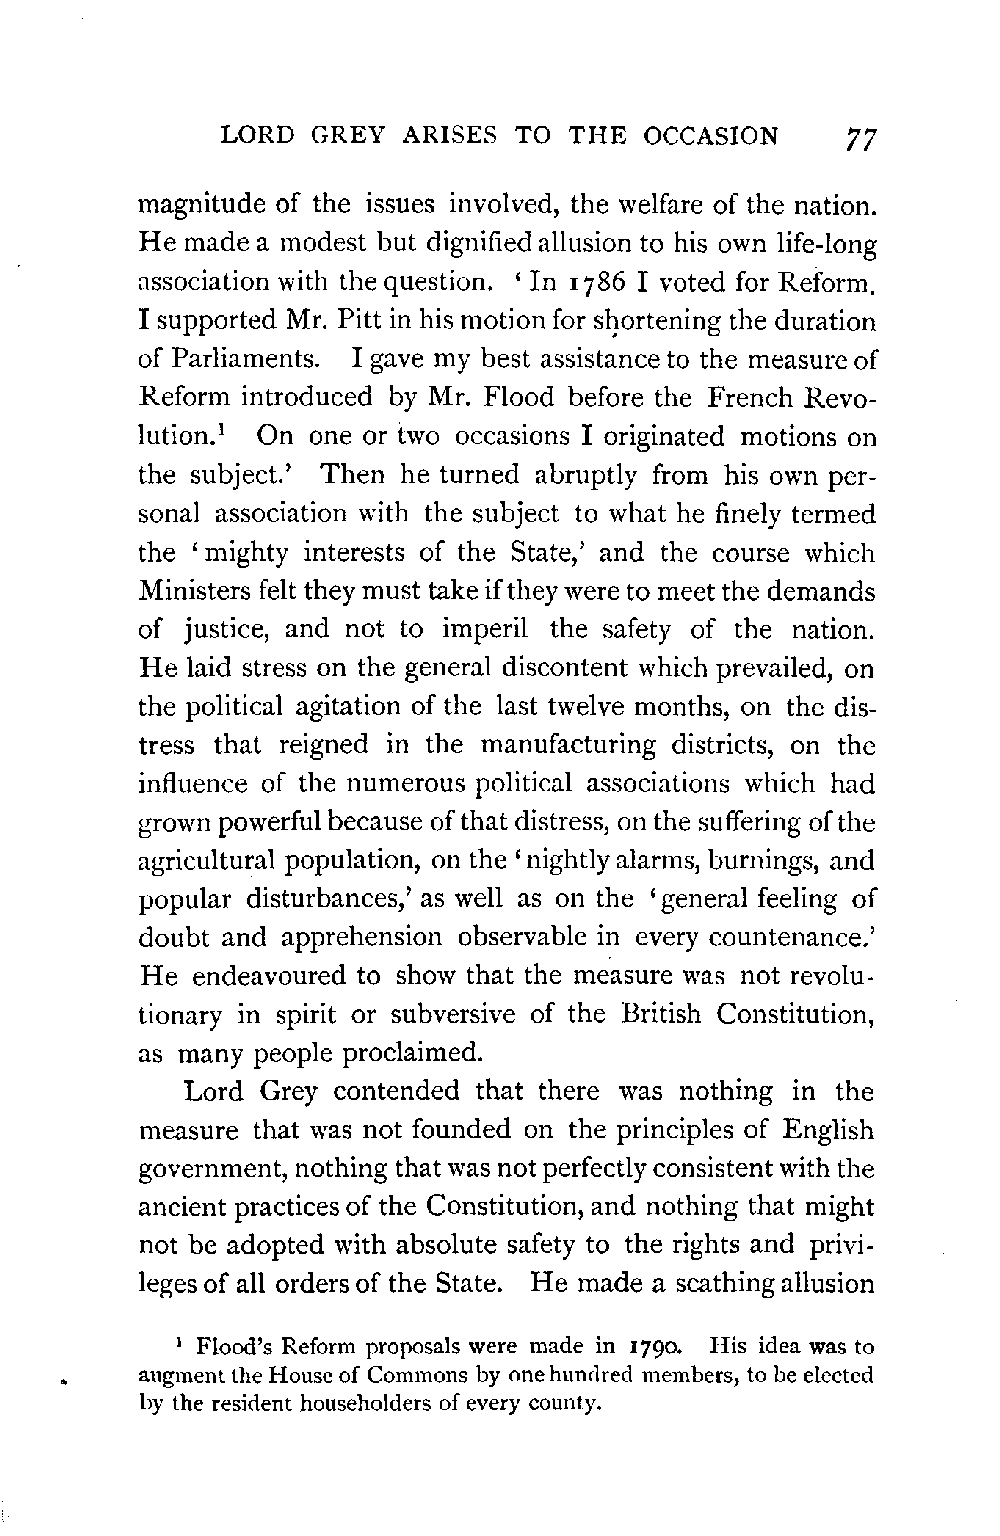 LORD GREY ARISES TO THE OCCASION 77
magnitude of the issues involved, the welfare of the nation.
He made a modest but dignified allusion to his own life-long
association with the question. ‘ In 1786 I voted for Reform.
I supported Mr. Pitt in his motion for shortening the duration
of Parliaments. I gave my best assistance to the measure of
Reform introduced by Mr. Flood before the French Revo-
lution.¹ On one or two occasions I originated motions on
the subject.’ Then he turned abruptly from his own per-
sonal association with the subject to what he finely termed
the ‘ mighty interests of the State,’ and the course which
Ministers felt they must take if they were to meet the demands
of justice, and not to imperil the safety of the nation.
He laid stress on the general discontent which prevailed, on
the political agitation of the last twelve months, on the dis-
tress that reigned in the manufacturing districts, on the
influence of the numerous political associations which had
grown powerful because of that distress, on the suffering of the
agricultural population, on the ‘ nightly alarms, burnings, and
popular disturbances,’ as well as on the ‘ general feeling of
doubt and apprehension observable in every countenance.’
He endeavoured to show that the measure was not revolu-
tionary in spirit or subversive of the British Constitution,
as many people proclaimed.
Lord Grey contended that there was nothing in the
measure that was not founded on the principles of English
government, nothing that was not perfectly consistent with the
ancient practices of the Constitution, and nothing that might
not be adopted with absolute safety to the rights and privi-
leges of all orders of the State. He made a scathing allusion
¹ Flood’s Reform proposals were made in 1790. His idea was to
augment the House of Commons by one hundred members, to be elected
by the resident householders of every county.